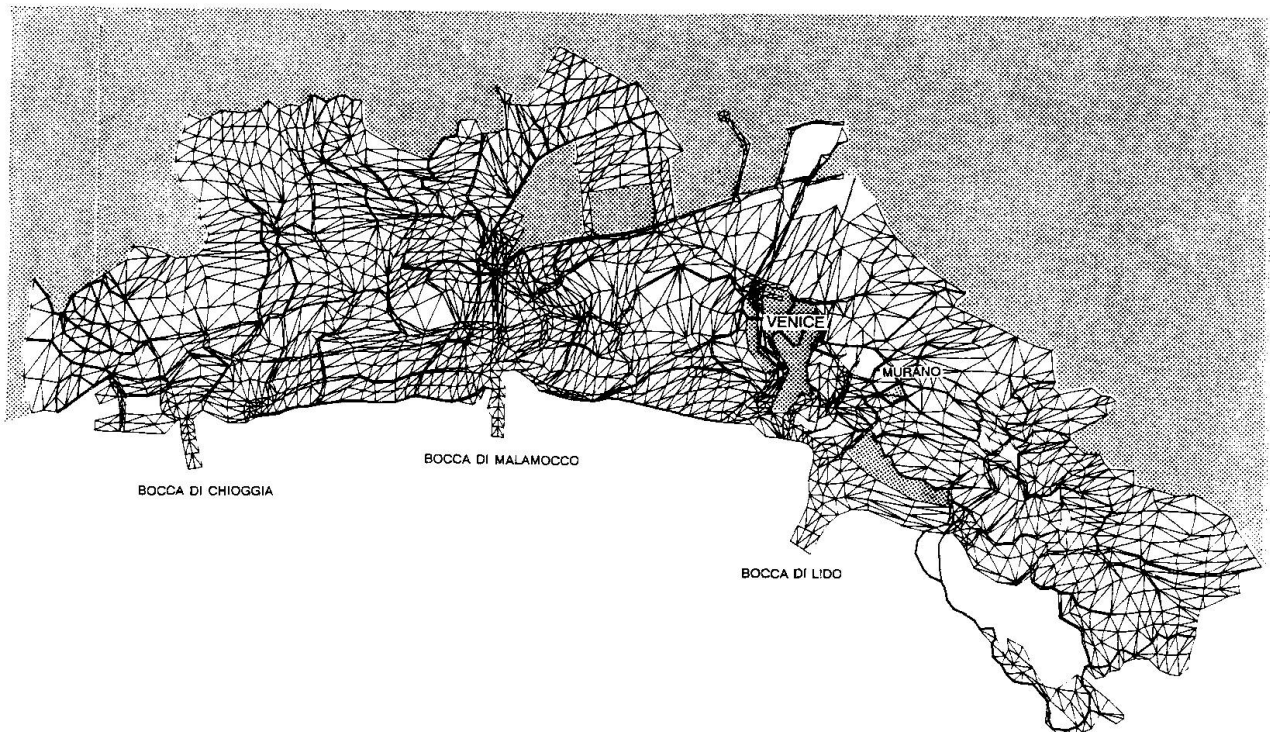 VENICE
MURANO
BOCCA DI MALAMOCCO
BOCCA DI CHIOGGIA
BOCCA DI LIDO